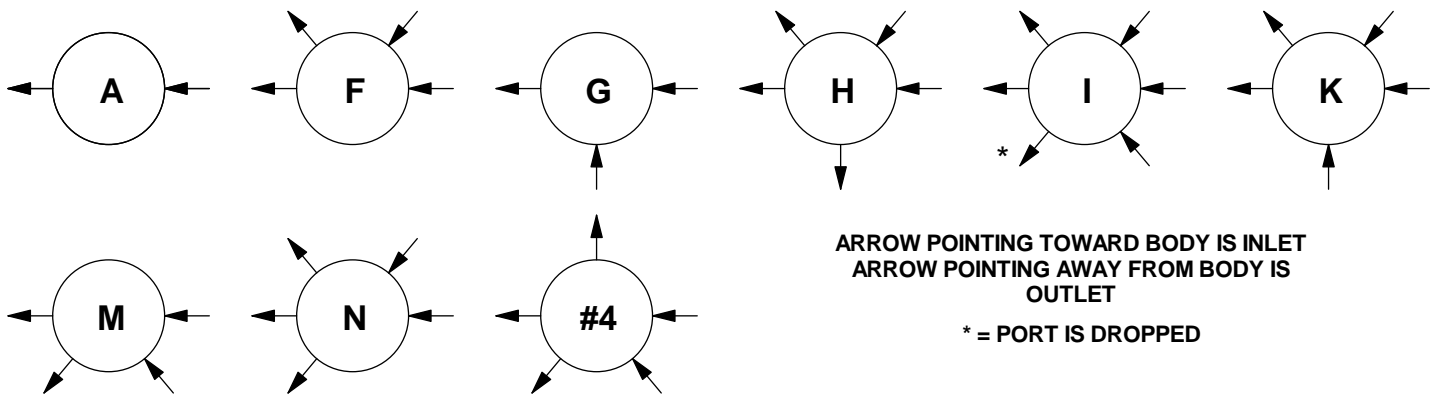 A
F
G
H
I
K
*
M
N
#4
ARROW POINTING TOWARD BODY IS INLET
ARROW POINTING AWAY FROM BODY IS
OUTLET
* = PORT IS DROPPED